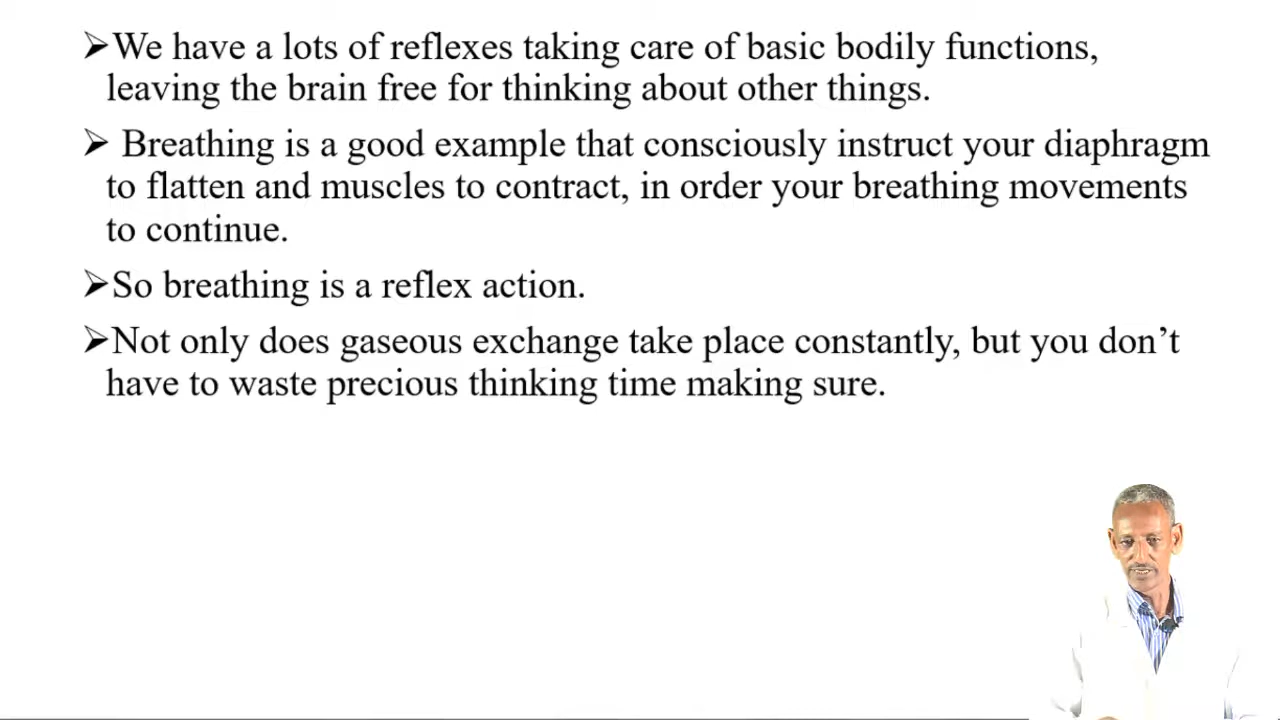 ➢We have a lots of reflexes taking care of basic bodily functions,
leaving the brain free for thinking about other things.
➢ Breathing is a good example that consciously instruct your diaphragm
to flatten and muscles to contract, in order your breathing movements
to continue.
➢So breathing is a reflex action.
➢Not only does gaseous exchange take place constantly, but you don’t
have to waste precious thinking time making sure.